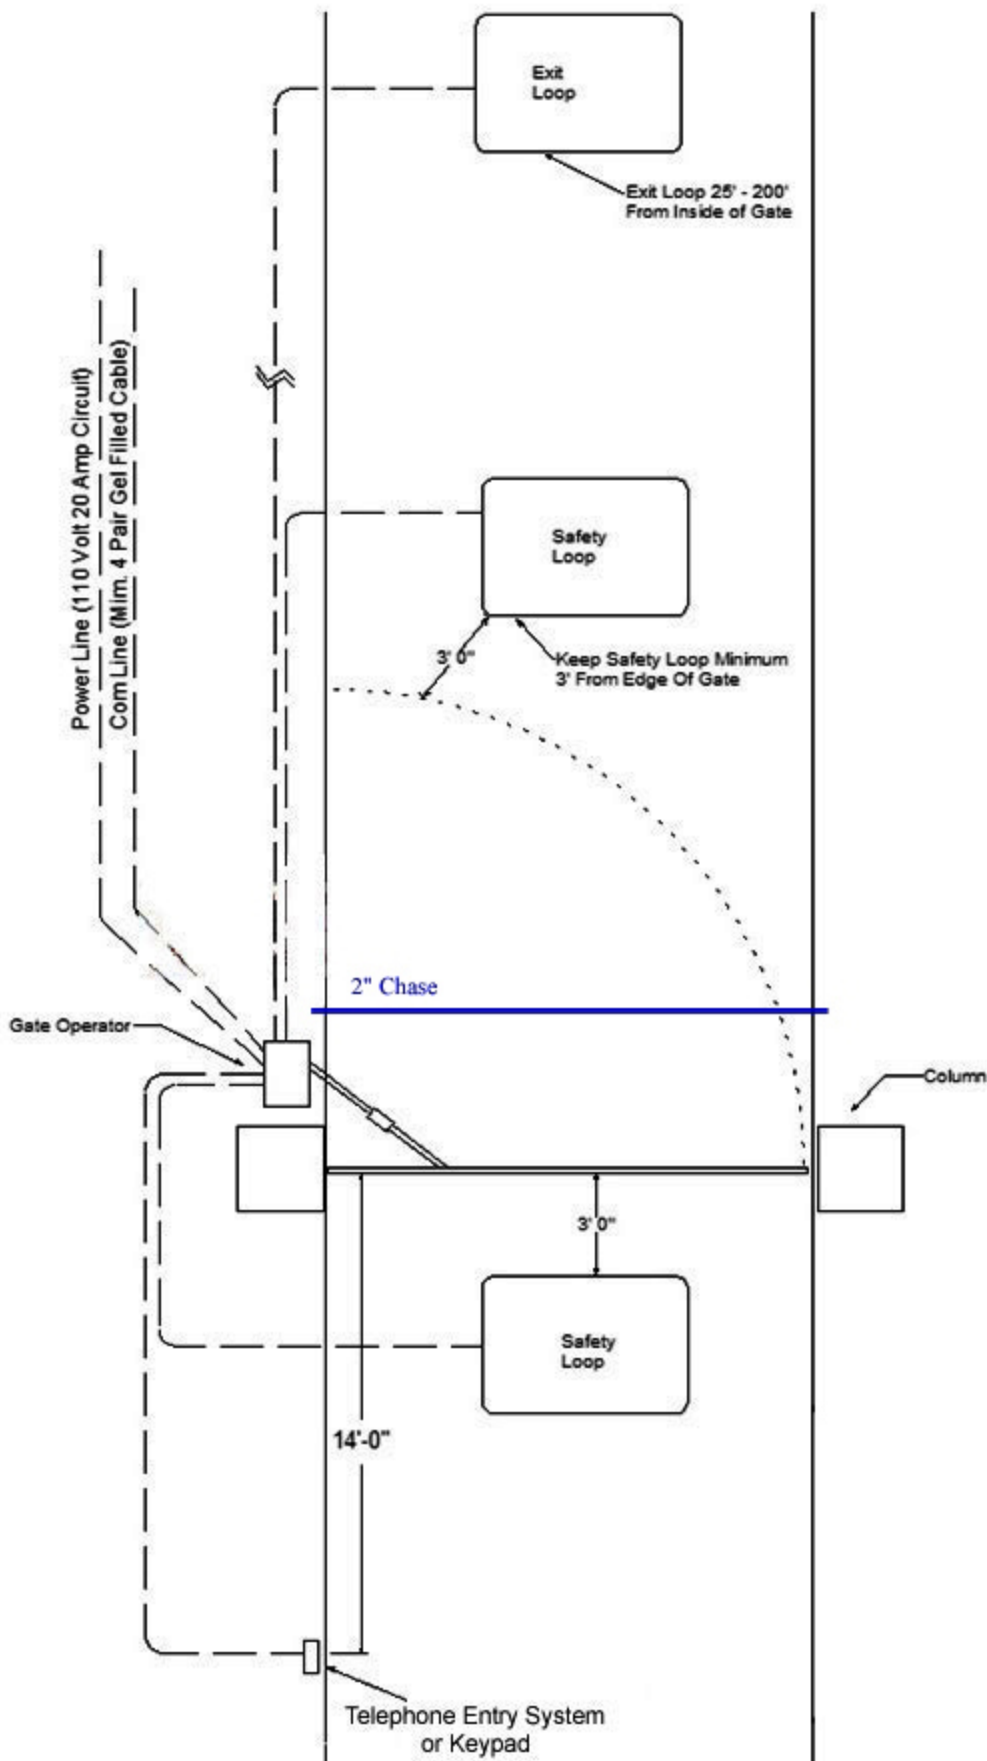 Exit
Loop
Exit Loop 25' - 200'
From Inside of Gate
Power Line (110 Volt 20 Amp Circuit)
Com Line (Mim. 4 Pair Gel Filled Cable)
Safety
Loop
3' 0"
Keep Safety Loop Minimum
3' From Edge Of Gate
2" Chase
Gate Operator
Column
3' 0"
Safety
Loop
14'-0"
Telephone Entry System
or Keypad